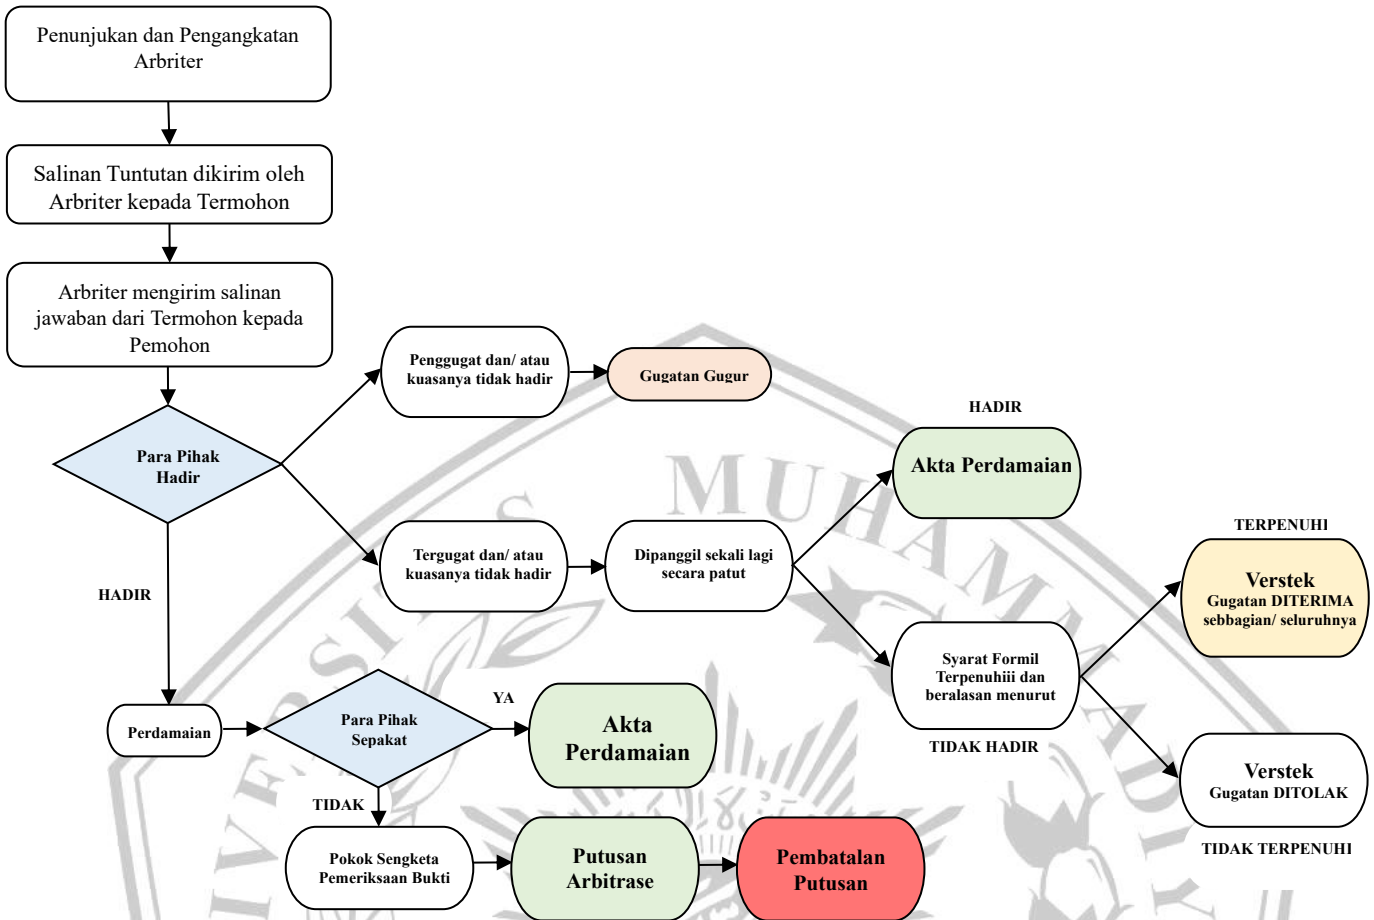 Penunjukan dan Pengangkatan
Arbriter
Salinan Tuntutan dikirim oleh
Arbriter kepada Termohon
Arbriter mengirim salinan
jawaban dari Termohon kepada
Pemohon
Penggugat dan/ atau
kuasanya tidak hadir
Gugatan Gugur
Para Pihak
Hadir
HADIR
Akta Perdamaian
Tergugat dan/ atau
kuasanya tidak hadir
Dipanggil sekali lagi
secara patut
TERPENUHI
Verstek
Gugatan DITERIMA
sebbagian/ seluruhnya
HADIR
Syarat Formil
Terpenuhiii dan
beralasan menurut
TIDAK HADIR
Perdamaian
Para Pihak
Sepakat
YA
Akta
Perdamaian
Verstek
Gugatan DITOLAK
TIDAK TERPENUHI
TIDAK
Pokok Sengketa
Pemeriksaan Bukti
Putusan
Arbitrase
Pembatalan
Putusan